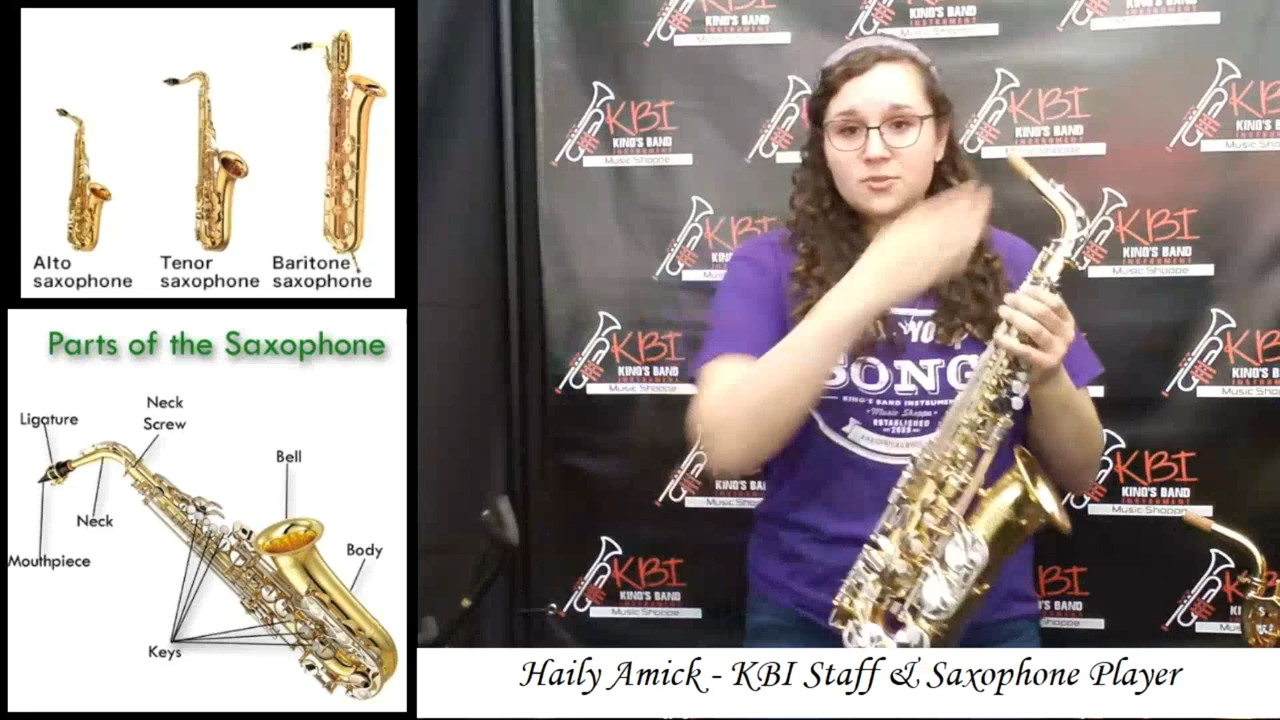 Alto
saxophone
Tenor
saxophone
Baritone
saxophone
Parts of the Saxophone
Ligature
Neck
Screw
Bell
Neck
Body
Mouthpiece
Keys
KBI
KING'S BAND
INSTRUMENT
Music Shoppe
YO
SONG
KING'S BAND INSTRUMENT
Music Shoppe
ESTABLISHED
Haily Amick - KBI Staff & Saxophone Player